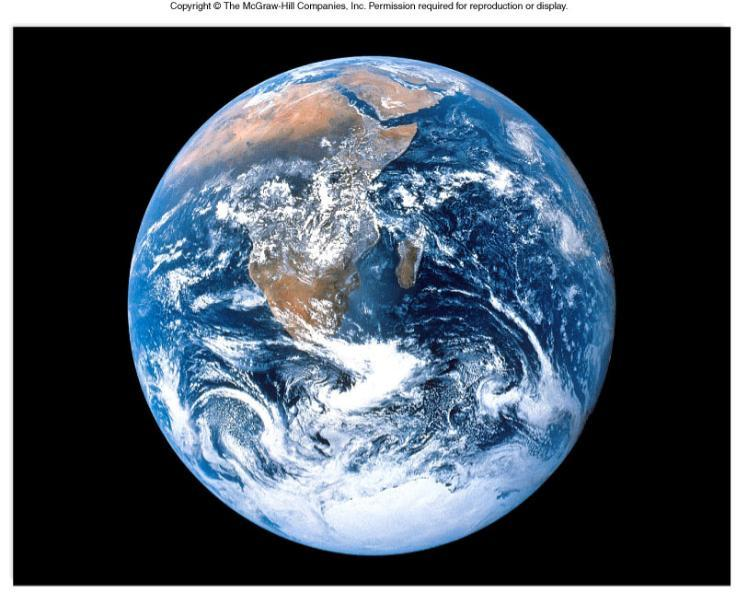 Copyright © The McGraw-Hill Companies, Inc. Permission required for reproduction or display.